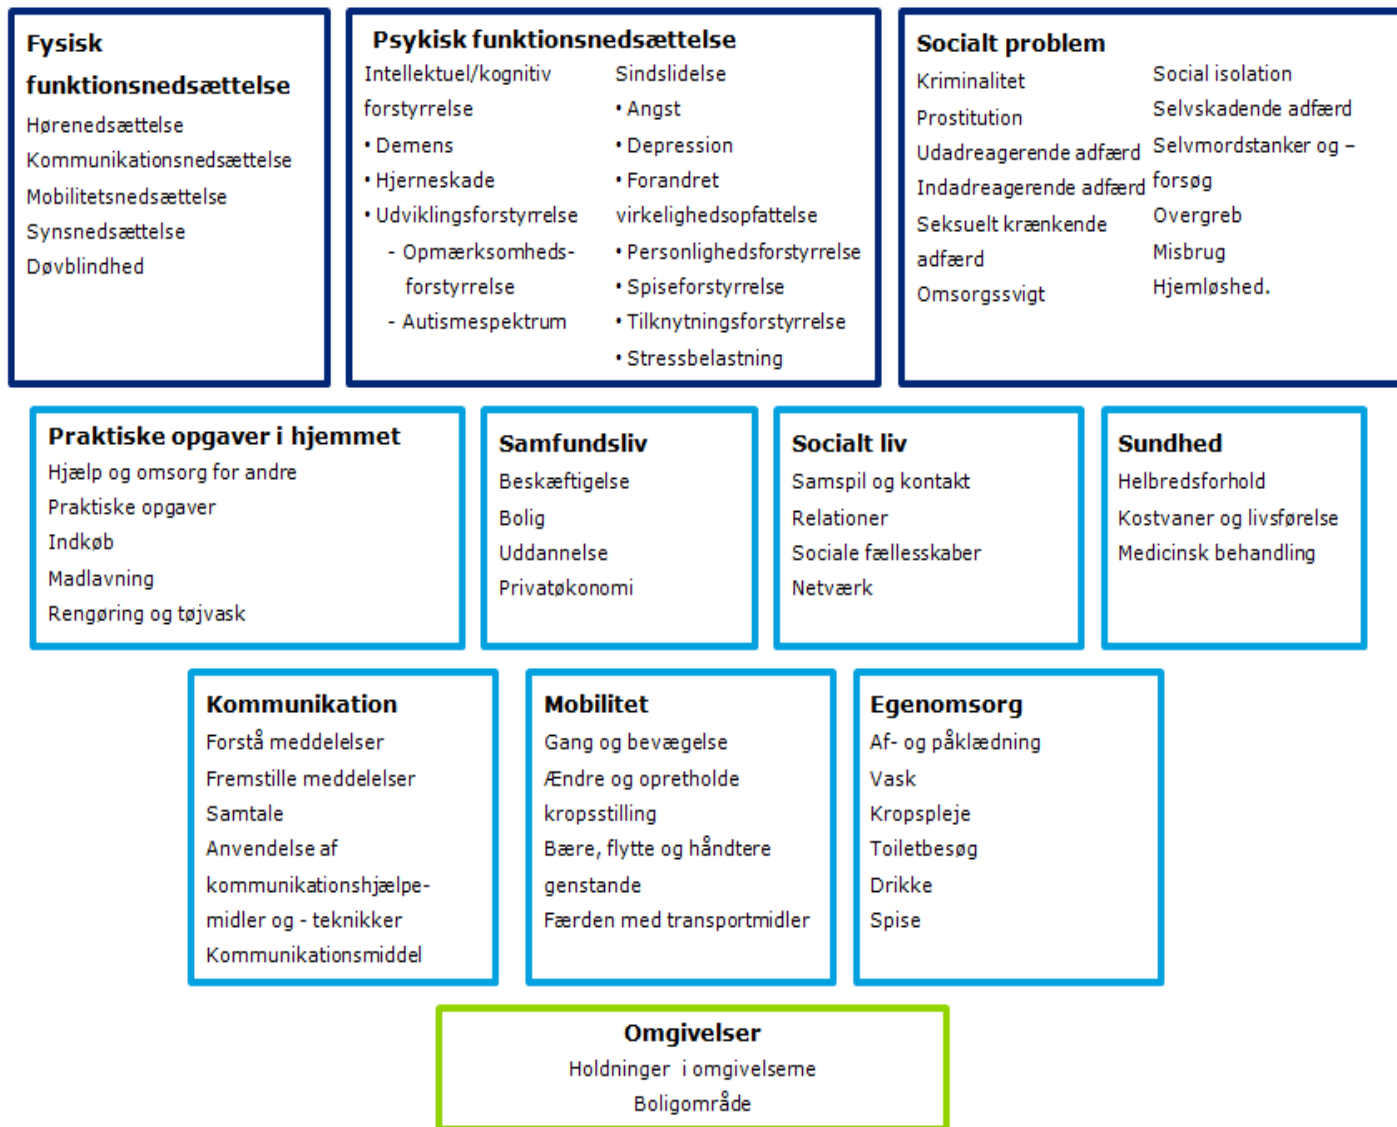 Fysisk
funktionsnedsættelse
Hørenedsættelse
Kommunikationsnedsættelse
Mobilitetsnedsættelse
Synsnedsættelse
Døvblindhed
Psykisk funktionsnedsættelse
Intellektuel/kognitiv
forstyrrelse
• Demens
• Hjerneskade
• Udviklingsforstyrrelse
- Opmærksomheds-
forstyrrelse
- Autismespektrum
Sindslidelse
• Angst
• Depression
• Forandret
virkelighedsopfattelse
• Personlighedsforstyrrelse
• Spiseforstyrrelse
• Tilknytningsforstyrrelse
• Stressbelastning
Socialt problem
Kriminalitet
Prostitution
Udadreagerende adfærd
Indadreagerende adfærd
Seksuelt krænkende
adfærd
Omsorgssvigt
Social isolation
Selvskadende adfærd
Selvmordstanker og –
forsøg
Overgreb
Misbrug
Hjemløshed.
Praktiske opgaver i hjemmet
Hjælp og omsorg for andre
Praktiske opgaver
Indkøb
Madlavning
Rengøring og tøjvask
Samfundsliv
Beskæftigelse
Bolig
Uddannelse
Privatøkonomi
Socialt liv
Samspil og kontakt
Relationer
Sociale fællesskaber
Netværk
Sundhed
Helbredsforhold
Kostvaner og livsførelse
Medicinsk behandling
Kommunikation
Forstå meddelelser
Fremstille meddelelser
Samtale
Anvendelse af
kommunikationshjælpe-
midler og - teknikker
Kommunikationsmiddel
Mobilitet
Gang og bevægelse
Ændre og opretholde
kropsstilling
Bære, flytte og håndtere
genstande
Færden med transportmidler
Egenomsorg
Af- og påklædning
Vask
Kropspleje
Toiletbesøg
Drikke
Spise
Omgivelser
Holdninger i omgivelserne
Boligområde